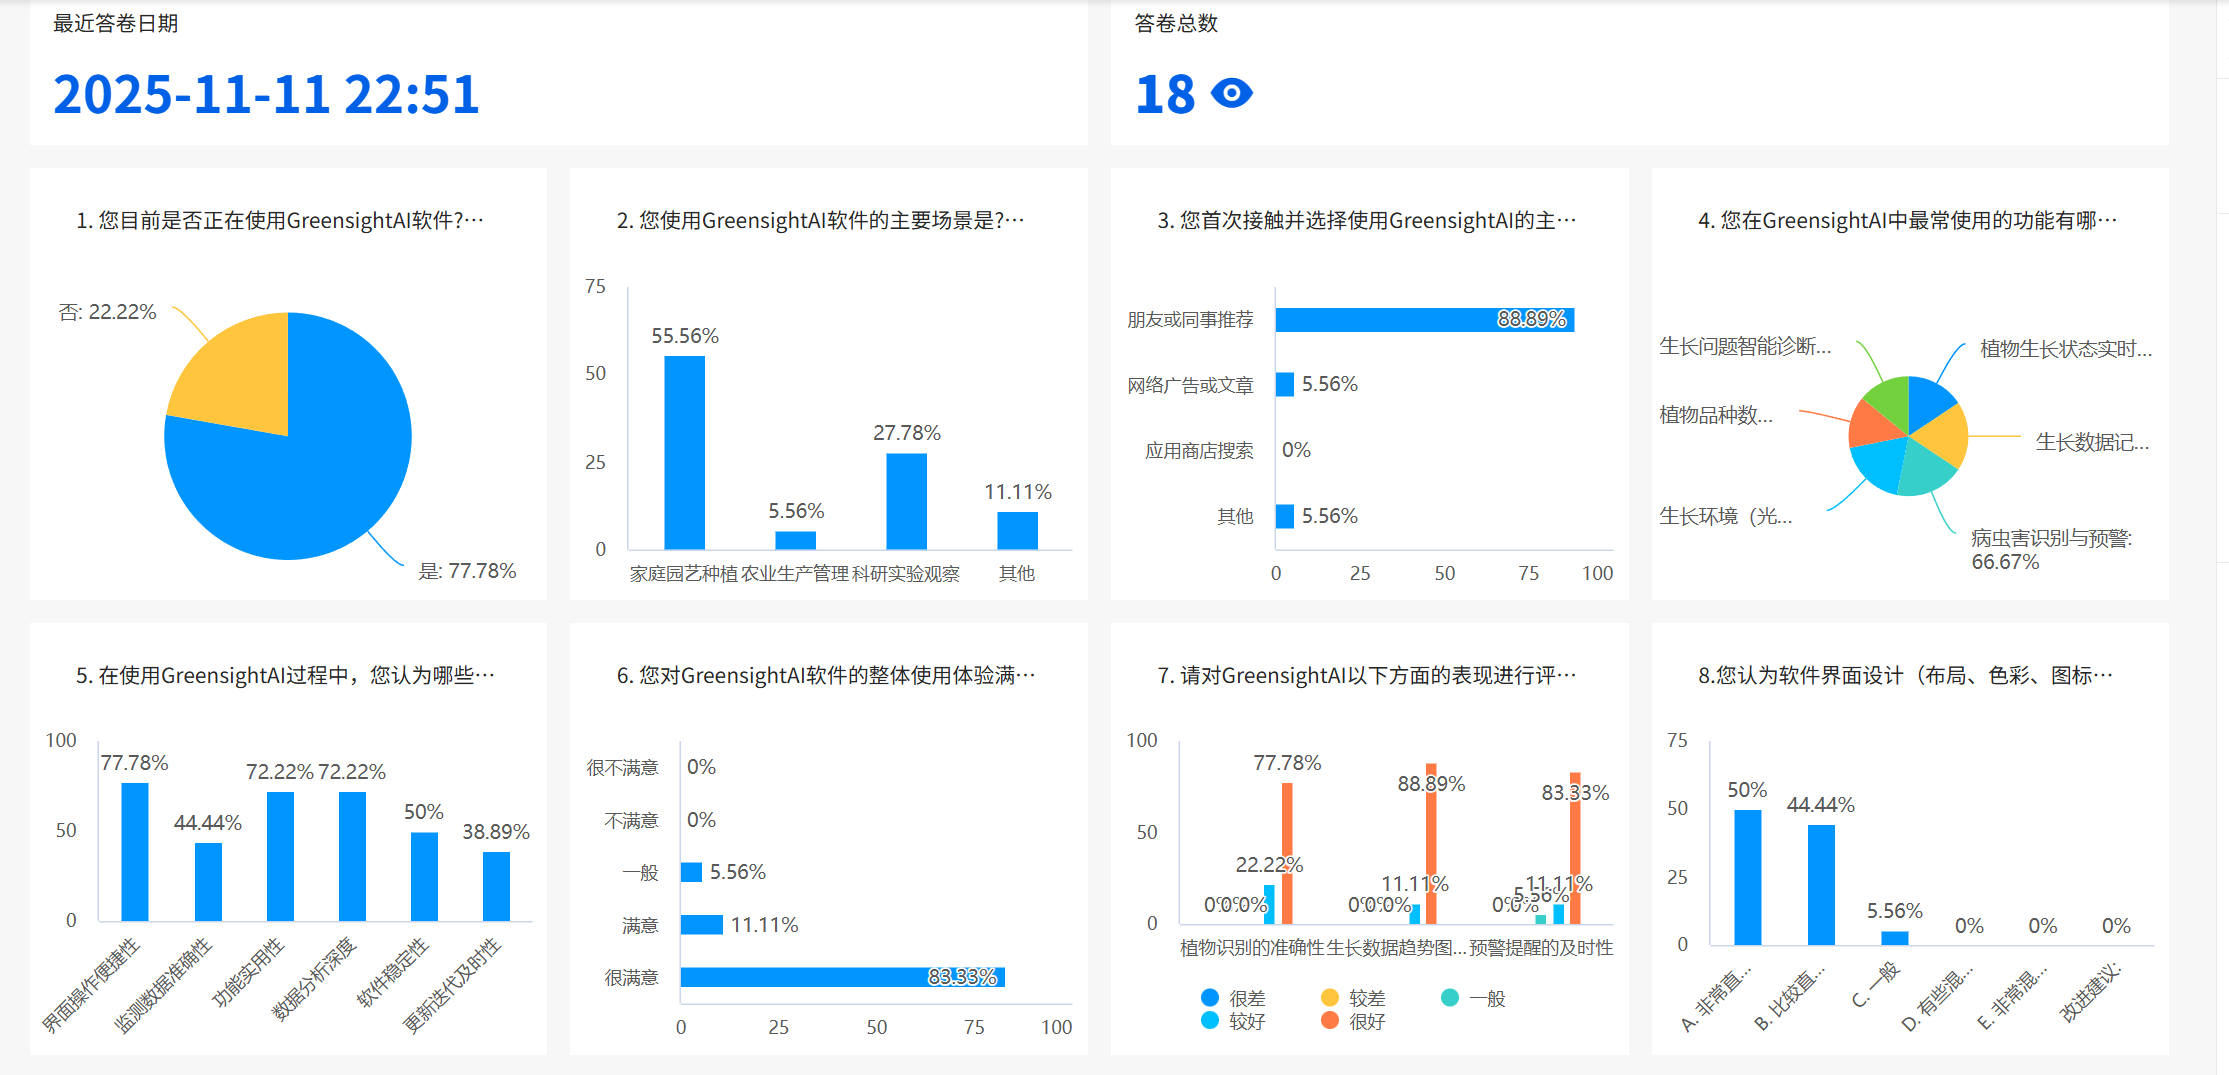 最近答卷日期
2025-11-11 22:51
答卷总数
18
1. 您目前是否正在使用GreensightAI软件?…
否: 22.22%
是: 77.78%
2. 您使用GreensightAI软件的主要场景是?…
75
50
25
0
55.56%
5.56%
27.78%
11.11%
家庭园艺种植 农业生产管理 科研实验观察 其他
3. 您首次接触并选择使用GreensightAI的主…
朋友或同事推荐 88.89%
网络广告或文章 5.56%
应用商店搜索 0%
其他 5.56%
0 25 50 75 100
4. 您在GreensightAI中最常使用的功能有哪…
生长问题智能诊断...
植物生长状态实时...
植物品种数...
生长数据记...
生长环境（光...
病虫害识别与预警:
66.67%
5. 在使用GreensightAI过程中，您认为哪些…
100
50
0
77.78%
44.44%
72.22%
72.22%
50%
38.89%
界面操作便捷性
监测数据准确性
功能实用性
数据分析深度
软件稳定性
更新迭代及时性
6. 您对GreensightAI软件的整体使用体验满…
很不满意 0%
不满意 0%
一般 5.56%
满意 11.11%
很满意 83.33%
0 25 50 75 100
7. 请对GreensightAI以下方面的表现进行评…
100
50
0
0%0%0%
22.22%
77.78%
0%0%0%
11.11%
88.89%
0%0%
5.56%
11.11%
83.33%
植物识别的准确性 生长数据趋势图... 预警提醒的及时性
很差 较差 一般
较好 很好
8.您认为软件界面设计（布局、色彩、图标…
75
50
25
0
50%
44.44%
5.56%
0%
0%
0%
A. 非常直...
B. 比较直...
C. 一般
D. 有些混...
E. 非常混...
改进建议: